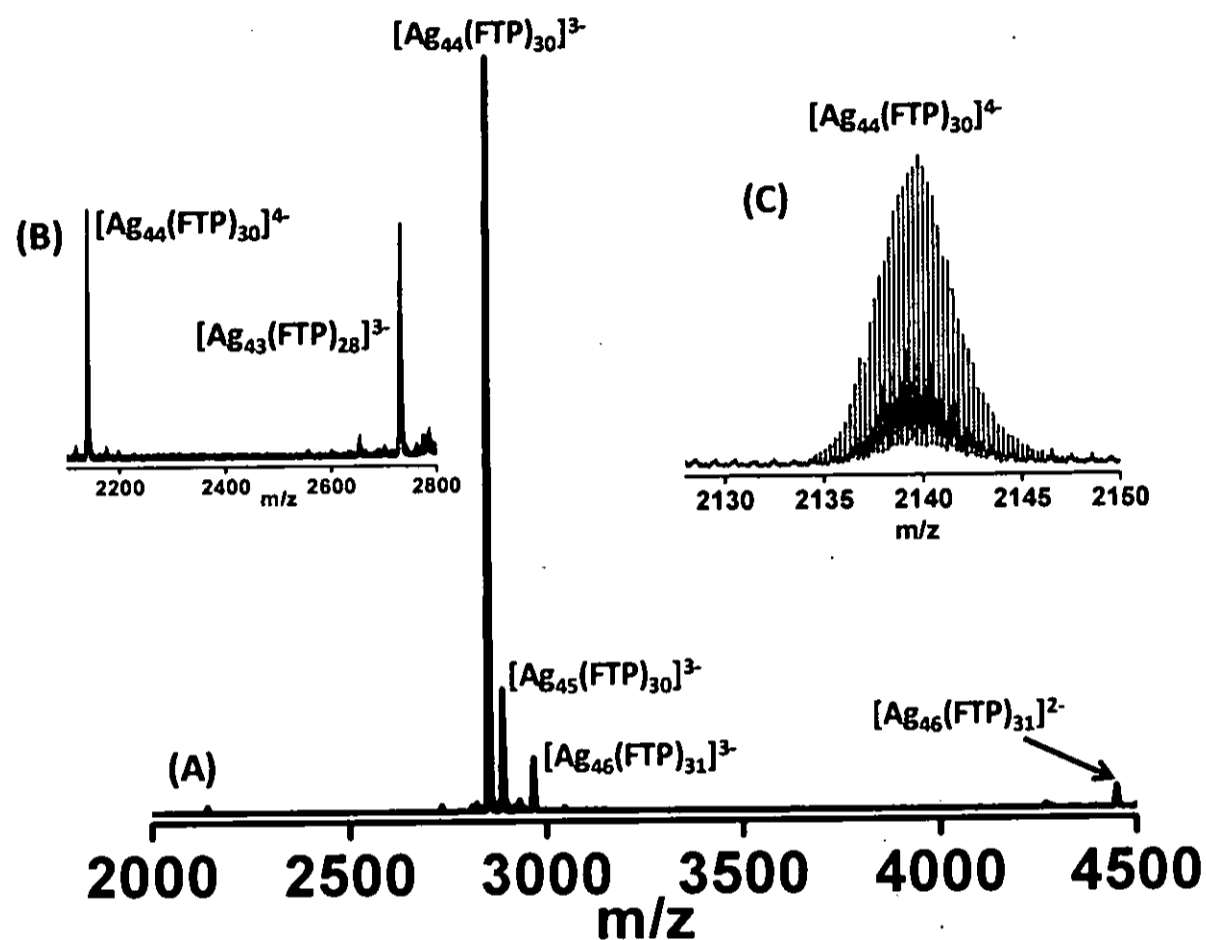 [Ag₄₄(FTP)₃₀]³⁻
[Ag₄₄(FTP)₃₀]⁴⁻
(C)
(B)
[Ag₄₄(FTP)₃₀]⁴⁻
[Ag₄₃(FTP)₂₈]³⁻
2200 2400 2600 2800
m/z
2130 2135 2140 2145 2150
m/z
[Ag₄₅(FTP)₃₀]³⁻
[Ag₄₆(FTP)₃₁]²⁻
[Ag₄₆(FTP)₃₁]³⁻
(A)
2000 2500 3000 3500 4000 4500
m/z